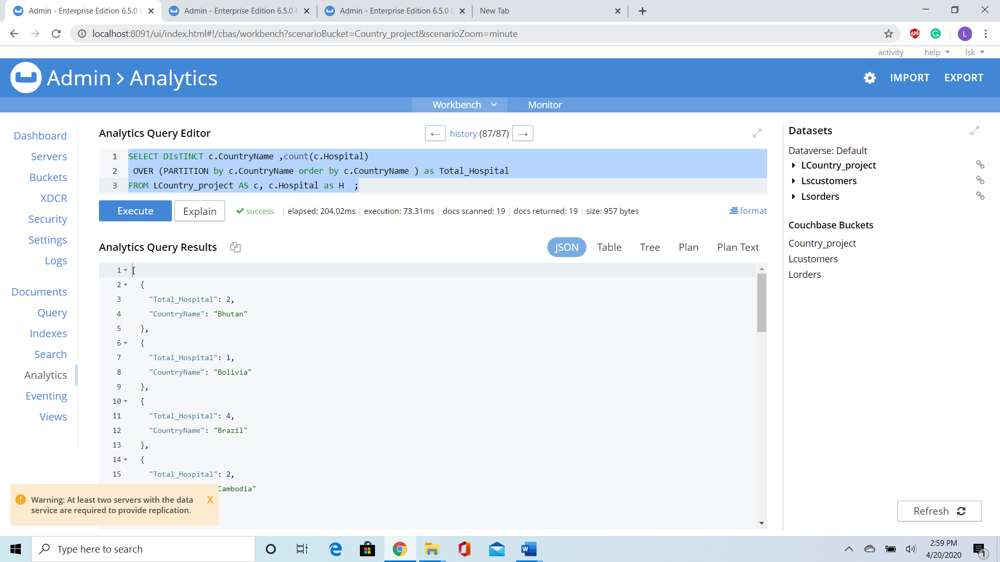 Admin - Enterprise Edition 6.5.0 b
Admin - Enterprise Edition 6.5.0 b
Admin - Enterprise Edition 6.5.0 b
New Tab
localhost:8091/ui/index.html#!/cbas/workbench?scenarioBucket=Country_project&scenarioZoom=minute
L
activity help lsk
Admin > Analytics
IMPORT EXPORT
Workbench Monitor
Dashboard
Servers
Buckets
XDCR
Security
Settings
Logs
Documents
Query
Indexes
Search
Analytics
Eventing
Views
Analytics Query Editor
← history (87/87) →
1 SELECT DIsTINCT c.CountryName ,count(c.Hospital)
2 OVER (PARTITION by c.CountryName order by c.CountryName ) as Total_Hospital
3 FROM LCountry_project AS c, c.Hospital as H ;
Execute Explain success elapsed: 204.02ms execution: 73.31ms docs scanned: 19 docs returned: 19 size: 957 bytes format
Analytics Query Results
JSON Table Tree Plan Plan Text
1 [
2 {
3 "Total_Hospital": 2,
4 "CountryName": "Bhutan"
5 },
6 {
7 "Total_Hospital": 1,
8 "CountryName": "Bolivia"
9 },
10 {
11 "Total_Hospital": 4,
12 "CountryName": "Brazil"
13 },
14 {
15 "Total_Hospital": 2,
Cambodia"
Warning: At least two servers with the data X
service are required to provide replication.
Datasets
Dataverse: Default
LCountry_project
Lscustomers
Lsorders
Couchbase Buckets
Country_project
Lcustomers
Lorders
Refresh
Type here to search
2:59 PM
4/20/2020
1